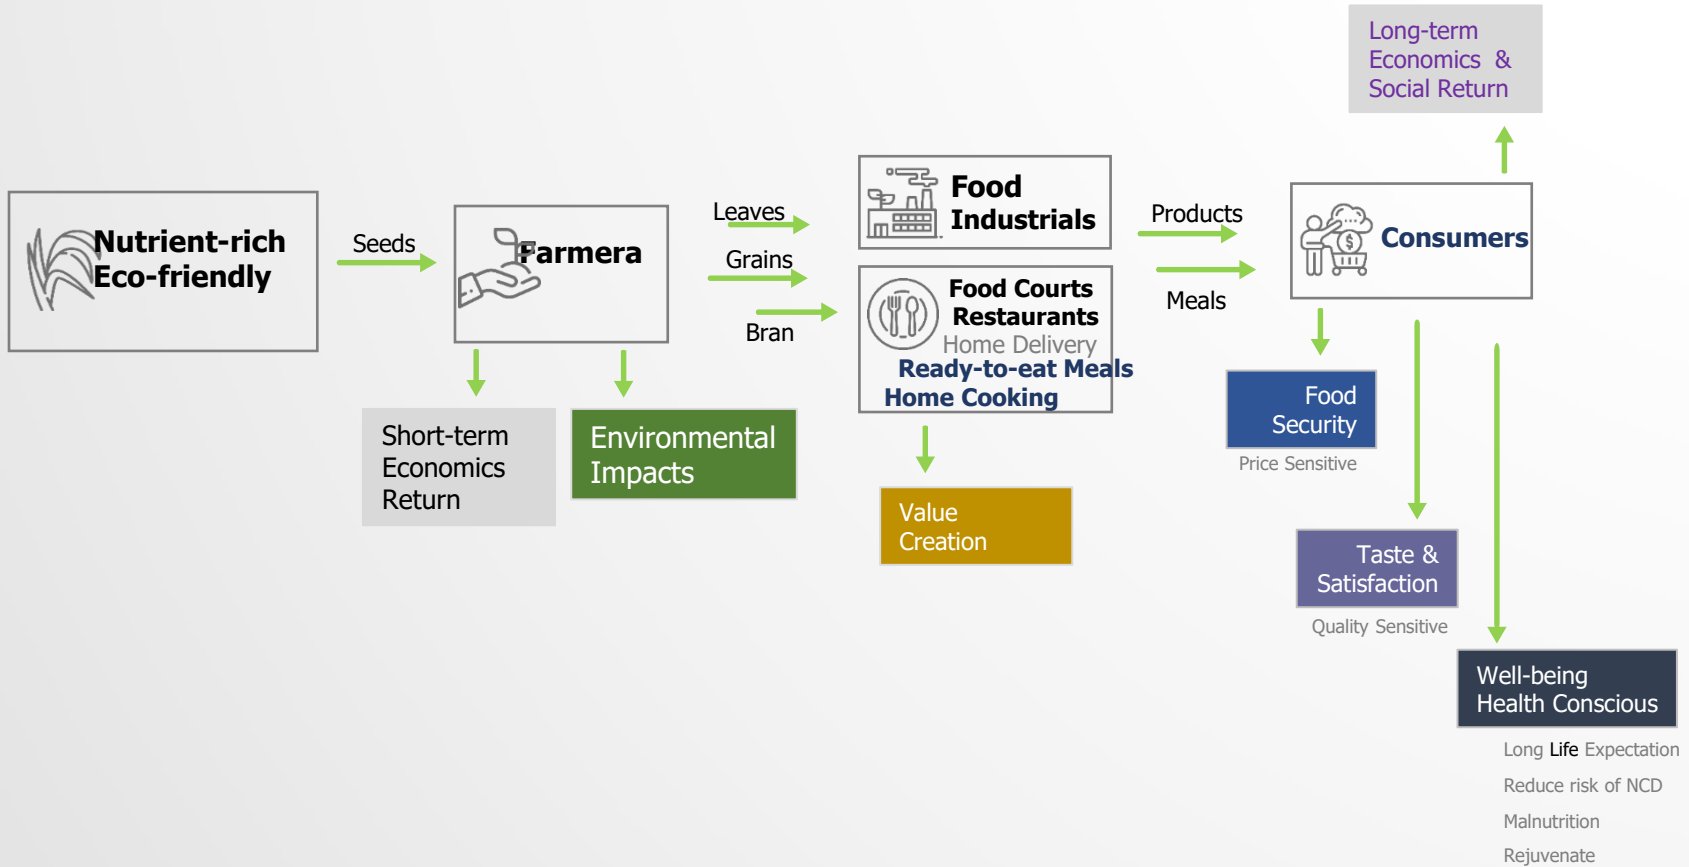 Long-term
Economics &
Social Return
Nutrient-rich
Eco-friendly
Seeds
Farmera
Leaves
Grains
Bran
Food
Industrials
Food Courts
Restaurants
Home Delivery
Ready-to-eat Meals
Home Cooking
Products
Meals
$
Consumers
Short-term
Economics
Return
Environmental
Impacts
Value
Creation
Food
Security
Price Sensitive
Taste &
Satisfaction
Quality Sensitive
Well-being
Health Conscious
Long Life Expectation
Reduce risk of NCD
Malnutrition
Rejuvenate